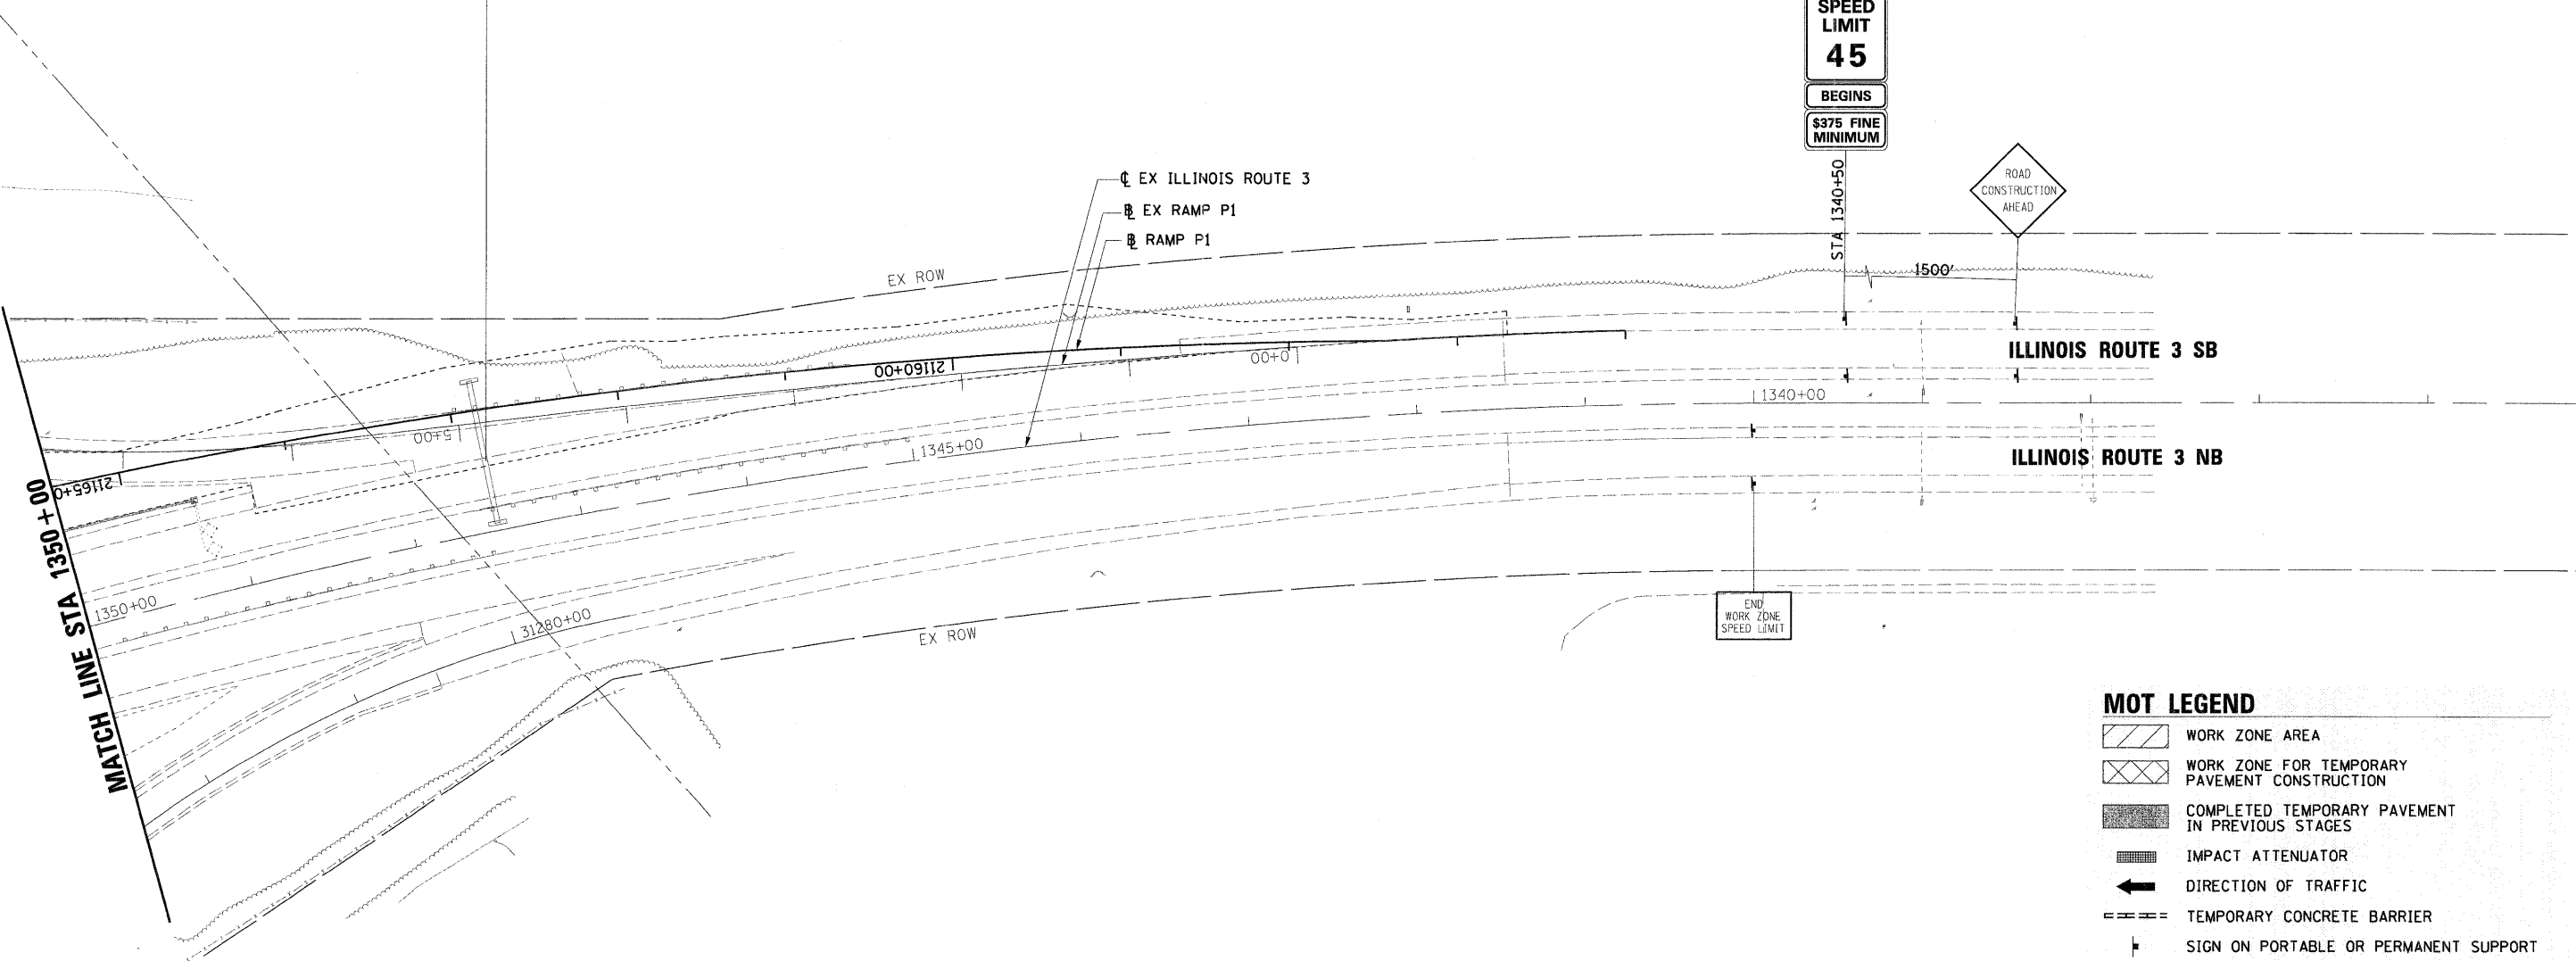 SPEED
LIMIT
45
BEGINS
$375 FINE
MINIMUM
STA 1340+50
ROAD
CONSTRUCTION
AHEAD
1500'
℄ EX ILLINOIS ROUTE 3
B EX RAMP P1
B RAMP P1
EX ROW
ILLINOIS ROUTE 3 SB
21160+00
0+00
1340+00
5+00
1345+00
ILLINOIS ROUTE 3 NB
21165+0
MATCH LINE STA 1350+00
1350+00
31280+00
EX ROW
END
WORK ZONE
SPEED LIMIT
MOT LEGEND
WORK ZONE AREA
WORK ZONE FOR TEMPORARY
PAVEMENT CONSTRUCTION
COMPLETED TEMPORARY PAVEMENT
IN PREVIOUS STAGES
IMPACT ATTENUATOR
DIRECTION OF TRAFFIC
TEMPORARY CONCRETE BARRIER
SIGN ON PORTABLE OR PERMANENT SUPPORT